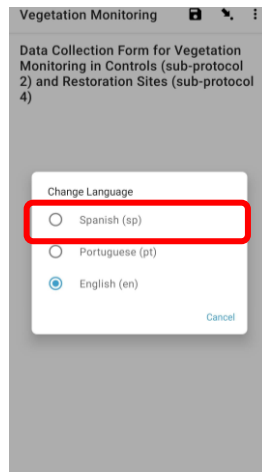 Vegetation Monitoring
Data Collection Form for Vegetation
Monitoring in Controls (sub-protocol
2) and Restoration Sites (sub-protocol
4)
Change Language
Spanish (sp)
Portuguese (pt)
English (en)
Cancel